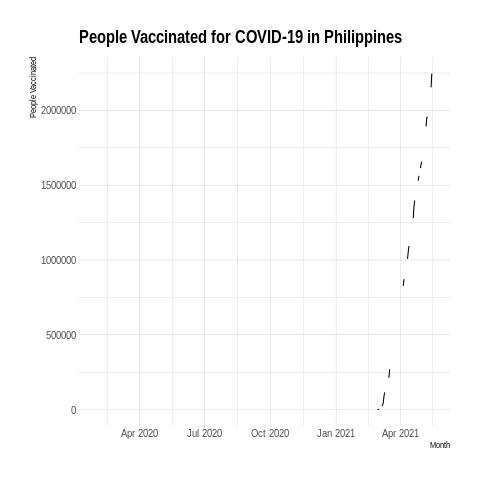 People Vaccinated for COVID-19 in Philippines
People Vaccinated
2000000
1500000
1000000
500000
0
Apr 2020 Jul 2020 Oct 2020 Jan 2021 Apr 2021
Month